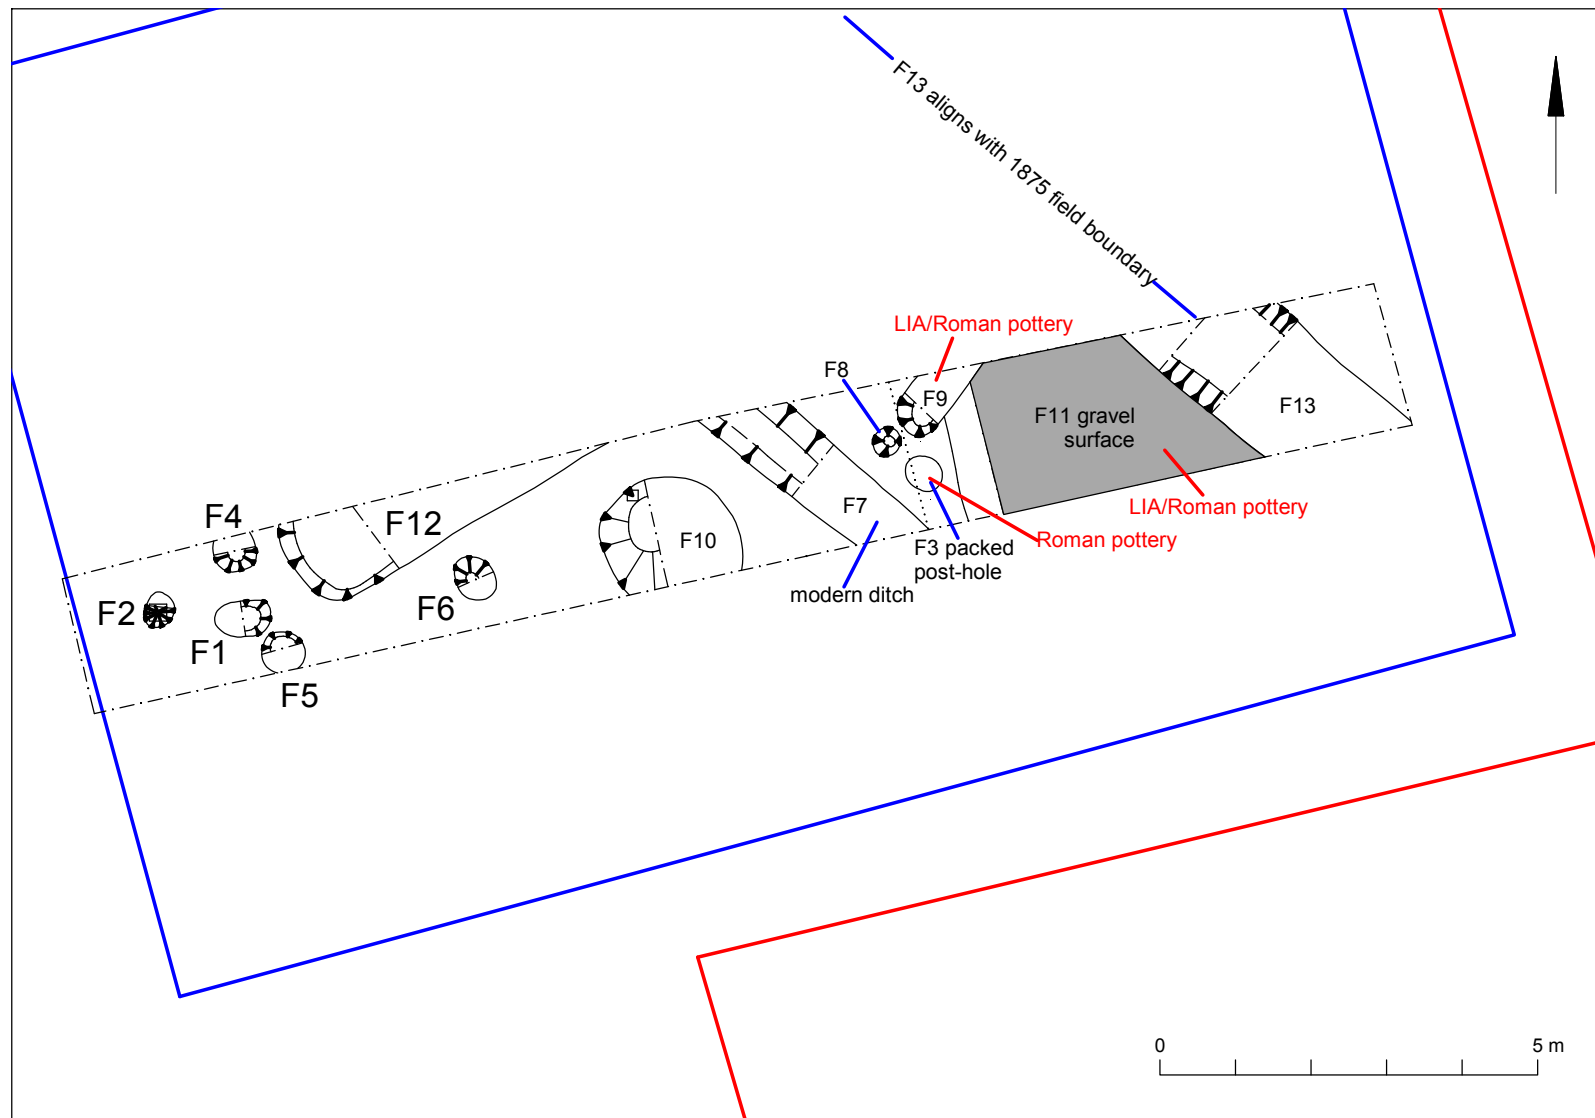 F13 aligns with 1875 field boundary
LIA/Roman pottery
F8
F9
F11 gravel
surface
F13
F4
F12
F7
F10
LIA/Roman pottery
F3 packed
post-hole
Roman pottery
modern ditch
F2
F6
F1
F5
0
5 m